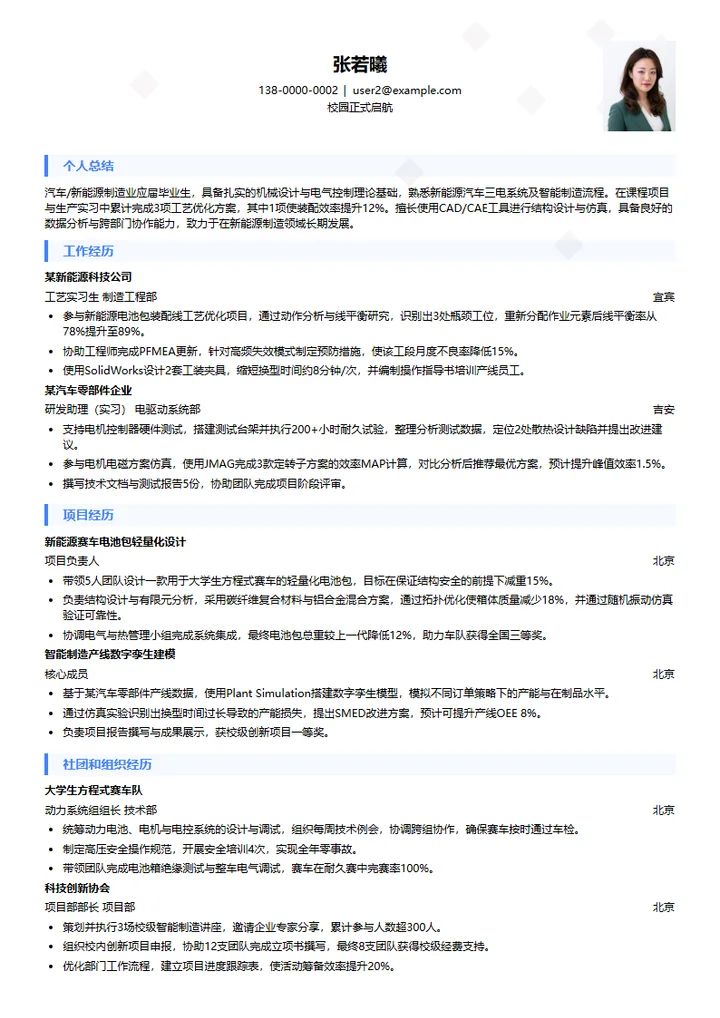 张若曦
138-0000-0002 | user2@example.com
校园正式启航
个人总结
汽车/新能源制造业应届毕业生，具备扎实的机械设计与电气控制理论基础，熟悉新能源汽车三电系统及智能制造流程。在课程项目
与生产实习中累计完成3项工艺优化方案，其中1项使装配效率提升12%。擅长使用CAD/CAE工具进行结构设计与仿真，具备良好的
数据分析与跨部门协作能力，致力于在新能源制造领域长期发展。
工作经历
某新能源科技公司
工艺实习生 制造工程部 宜宾
• 参与新能源电池包装配线工艺优化项目，通过动作分析与线平衡研究，识别出3处瓶颈工位，重新分配作业元素后线平衡率从
78%提升至89%。
• 协助工程师完成PFMEA更新，针对高频失效模式制定预防措施，使该工段月度不良率降低15%。
• 使用SolidWorks设计2套工装夹具，缩短换型时间约8分钟/次，并编制操作指导书培训产线员工。
某汽车零部件企业
研发助理（实习） 电驱动系统部 吉安
• 支持电机控制器硬件测试，搭建测试台架并执行200+小时耐久试验，整理分析测试数据，定位2处散热设计缺陷并提出改进建
议。
• 参与电机电磁方案仿真，使用JMAG完成3款定转子方案的效率MAP计算，对比分析后推荐最优方案，预计提升峰值效率1.5%。
• 撰写技术文档与测试报告5份，协助团队完成项目阶段评审。
项目经历
新能源赛车电池包轻量化设计
项目负责人 北京
• 带领5人团队设计一款用于大学生方程式赛车的轻量化电池包，目标在保证结构安全的前提下减重15%。
• 负责结构设计与有限元分析，采用碳纤维复合材料与铝合金混合方案，通过拓扑优化使箱体质量减少18%，并通过随机振动仿真
验证可靠性。
• 协调电气与热管理小组完成系统集成，最终电池包总重较上一代降低12%，助力车队获得全国三等奖。
智能制造产线数字孪生建模
核心成员 北京
• 基于某汽车零部件产线数据，使用Plant Simulation搭建数字孪生模型，模拟不同订单策略下的产能与在制品水平。
• 通过仿真实验识别出换型时间过长导致的产能损失，提出SMED改进方案，预计可提升产线OEE 8%。
• 负责项目报告撰写与成果展示，获校级创新项目一等奖。
社团和组织经历
大学生方程式赛车队
动力系统组组长 技术部 北京
• 统筹动力电池、电机与电控系统的设计与调试，组织每周技术例会，协调跨组协作，确保赛车按时通过车检。
• 制定高压安全操作规范，开展安全培训4次，实现全年零事故。
• 带领团队完成电池箱绝缘测试与整车电气调试，赛车在耐久赛中完赛率100%。
科技创新协会
项目部部长 项目部 北京
• 策划并执行3场校级智能制造讲座，邀请企业专家分享，累计参与人数超300人。
• 组织校内创新项目申报，协助12支团队完成立项书撰写，最终8支团队获得校级经费支持。
• 优化部门工作流程，建立项目进度跟踪表，使活动筹备效率提升20%。